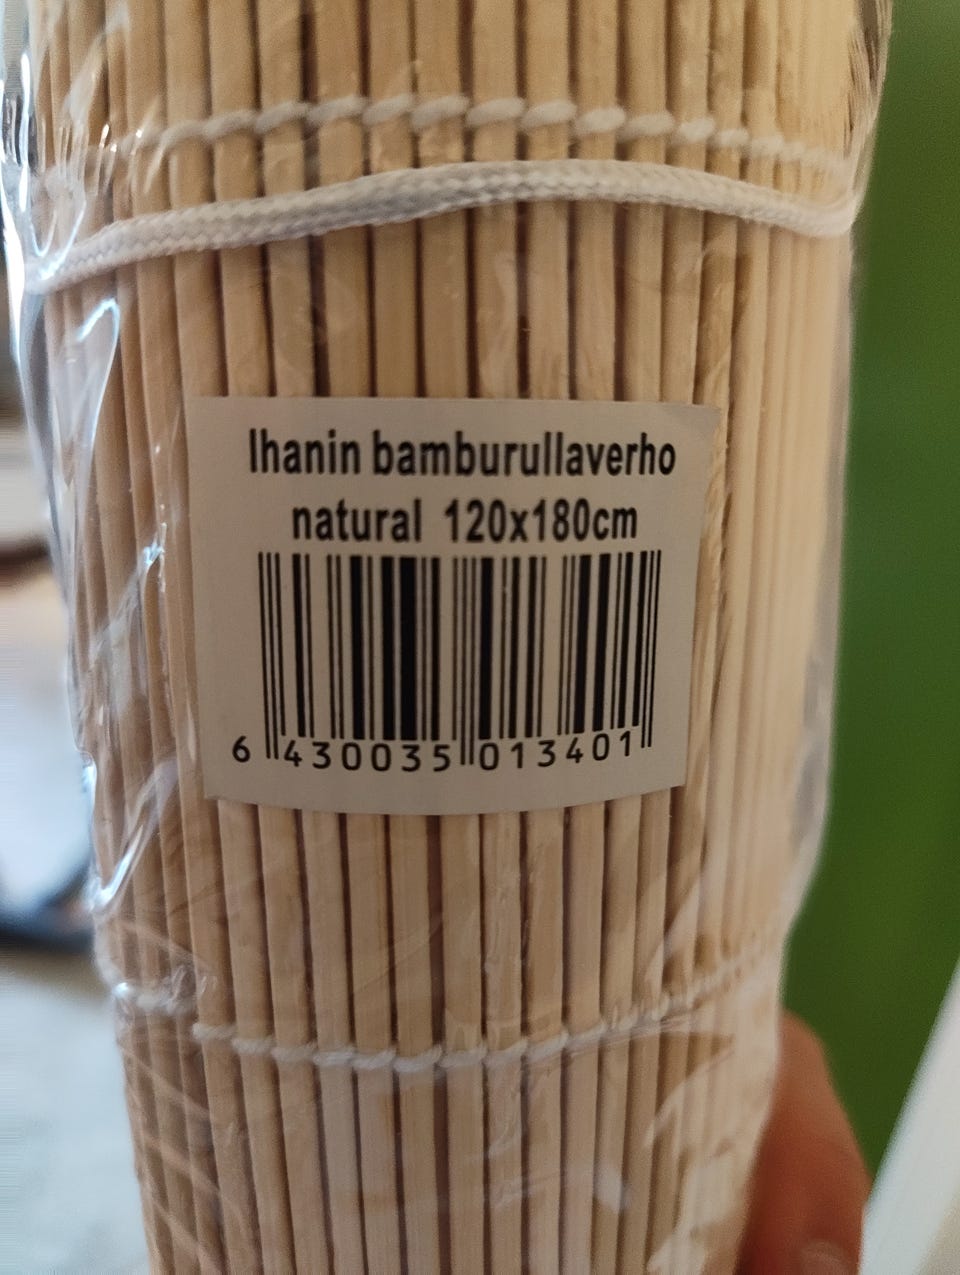 Ihanin bamburullaverho
natural 120x180cm
6 430035 013401